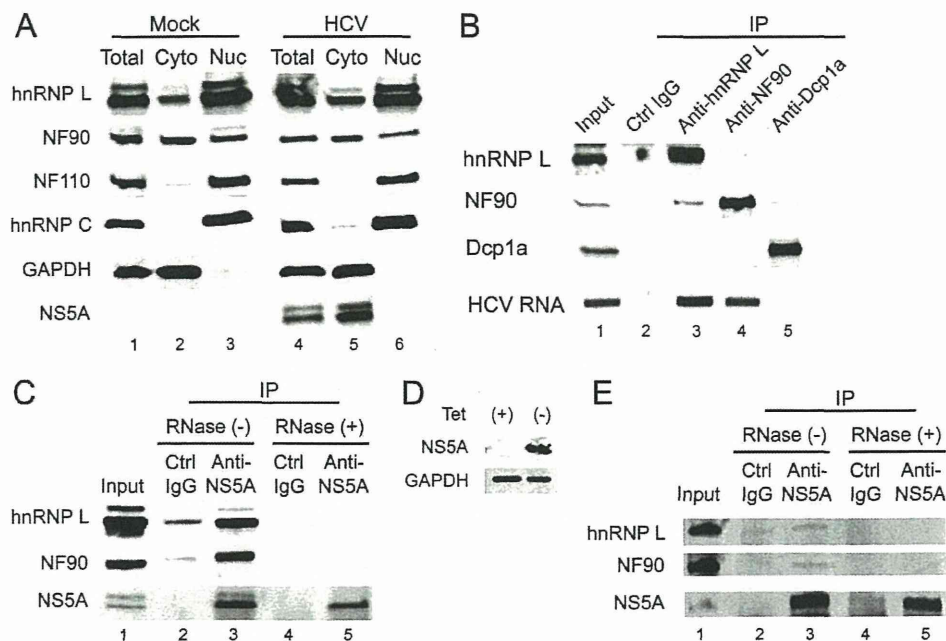 A
Mock HCV
Total Cyto Nuc Total Cyto Nuc
hnRNP L
NF90
NF110
hnRNP C
GAPDH
NS5A
1 2 3 4 5 6
B
IP
Input Ctrl IgG Anti-hnRNP L Anti-NF90 Anti-Dcp1a
hnRNP L
NF90
Dcp1a
HCV RNA
1 2 3 4 5
C
IP
RNase (-) RNase (+)
Input Ctrl IgG Anti-NS5A Ctrl IgG Anti-NS5A
hnRNP L
NF90
NS5A
1 2 3 4 5
D
Tet (+) (-)
NS5A
GAPDH
E
IP
RNase (-) RNase (+)
Input Ctrl IgG Anti-NS5A Ctrl IgG Anti-NS5A
hnRNP L
NF90
NS5A
1 2 3 4 5